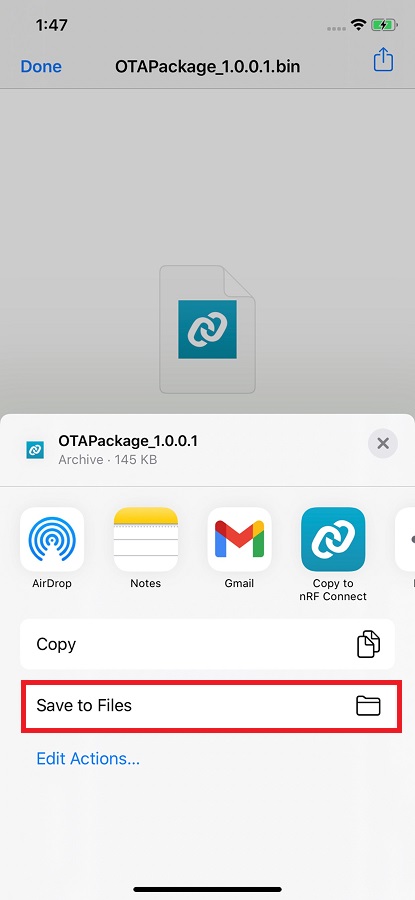 1:47
Done
OTAPackage_1.0.0.1.bin
OTAPackage_1.0.0.1
Archive · 145 KB
AirDrop
Notes
Gmail
Copy to
nRF Connect
Copy
Save to Files
Edit Actions...